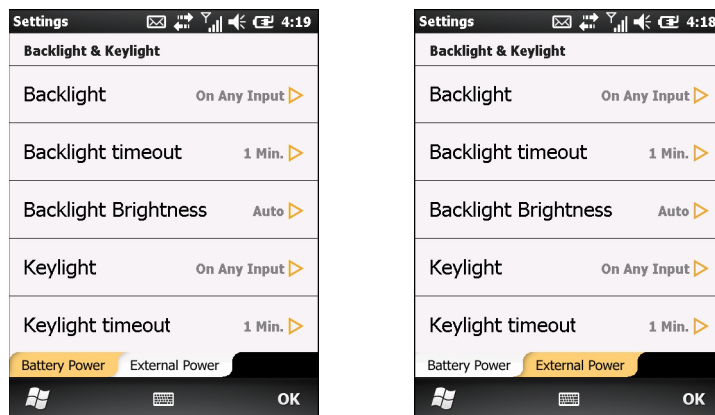 Settings 4:19
Backlight & Keylight
Backlight On Any Input
Backlight timeout 1 Min.
Backlight Brightness Auto
Keylight On Any Input
Keylight timeout 1 Min.
Battery Power External Power
OK
Settings 4:18
Backlight & Keylight
Backlight On Any Input
Backlight timeout 1 Min.
Backlight Brightness Auto
Keylight On Any Input
Keylight timeout 1 Min.
Battery Power External Power
OK